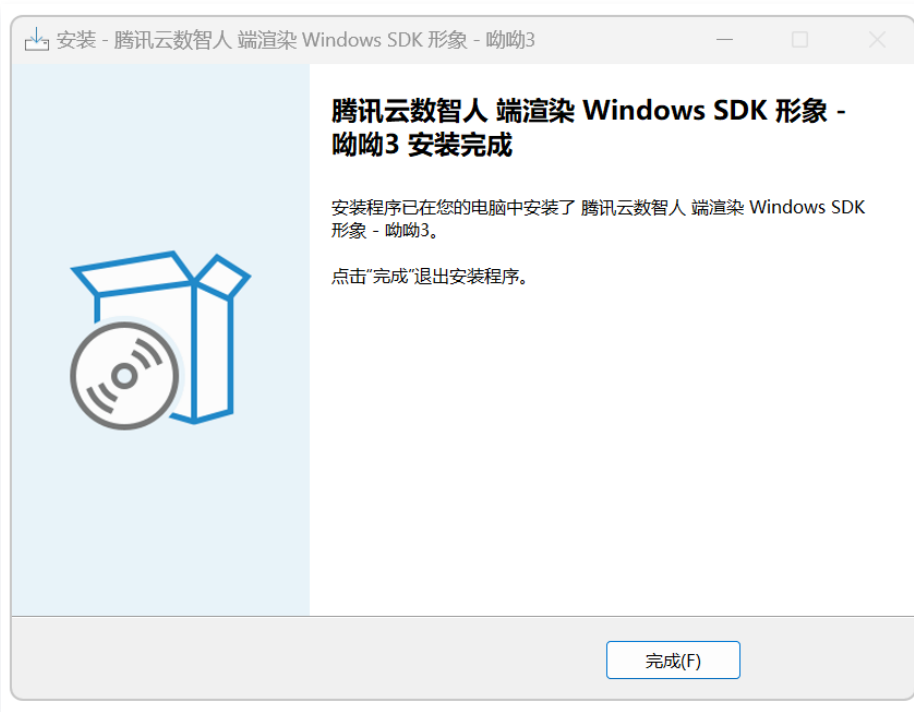 安装 - 腾讯云数智人 端渲染 Windows SDK 形象 - 呦呦3
腾讯云数智人 端渲染 Windows SDK 形象 -
呦呦3 安装完成
安装程序已在您的电脑中安装了 腾讯云数智人 端渲染 Windows SDK
形象 - 呦呦3。
点击“完成”退出安装程序。
完成(F)